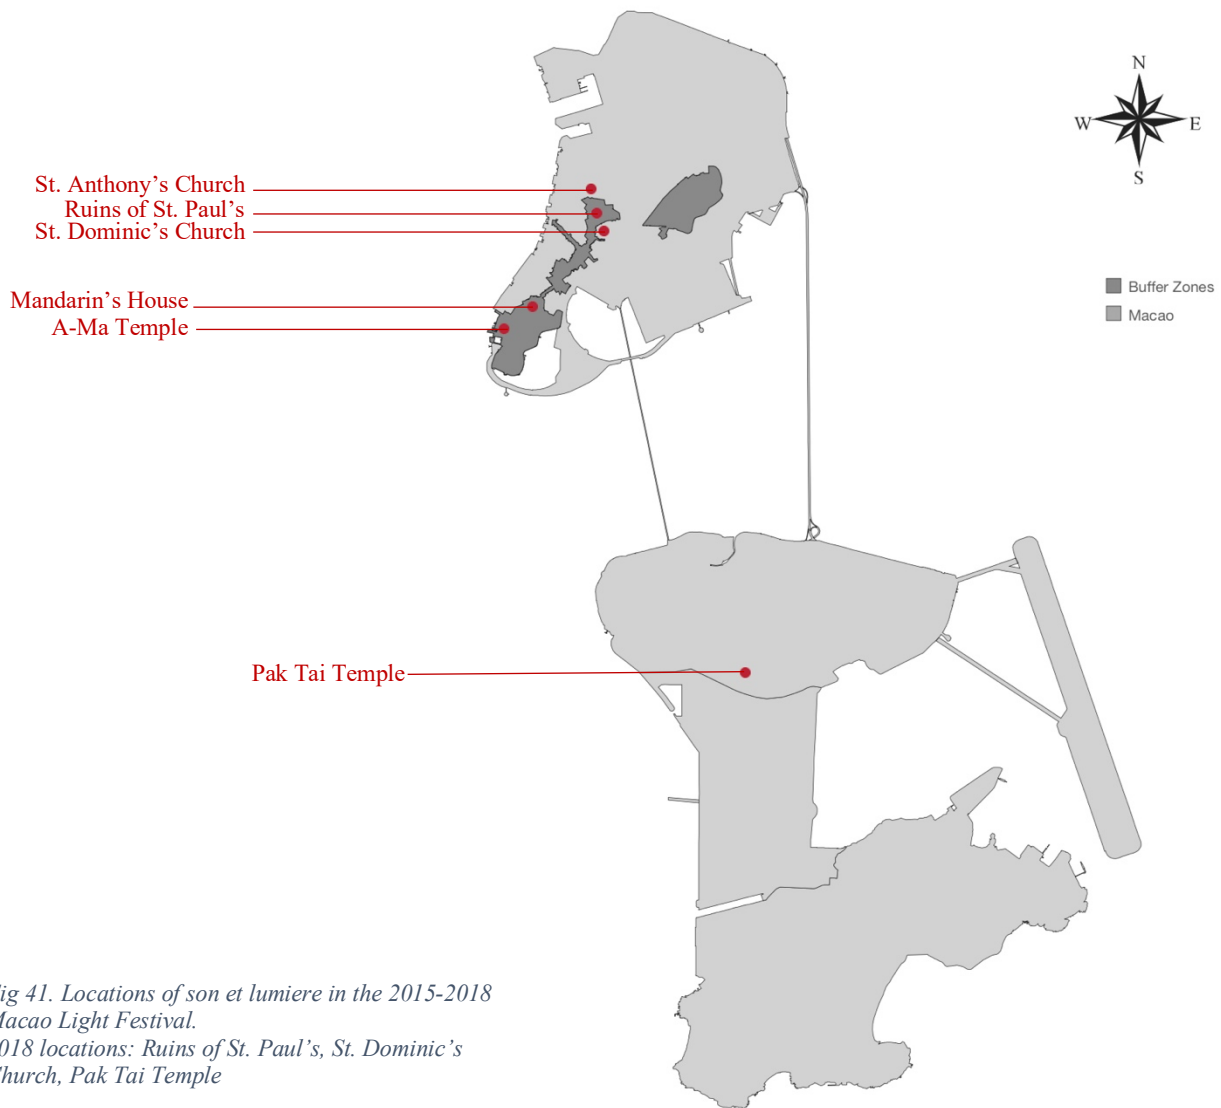 N
W E
S
St. Anthony's Church
Ruins of St. Paul's
St. Dominic's Church
Mandarin's House
A-Ma Temple
Buffer Zones
Macao
Pak Tai Temple
ig 41. Locations of son et lumiere in the 2015-2018
Macao Light Festival.
018 locations: Ruins of St. Paul's, St. Dominic's
Church, Pak Tai Temple